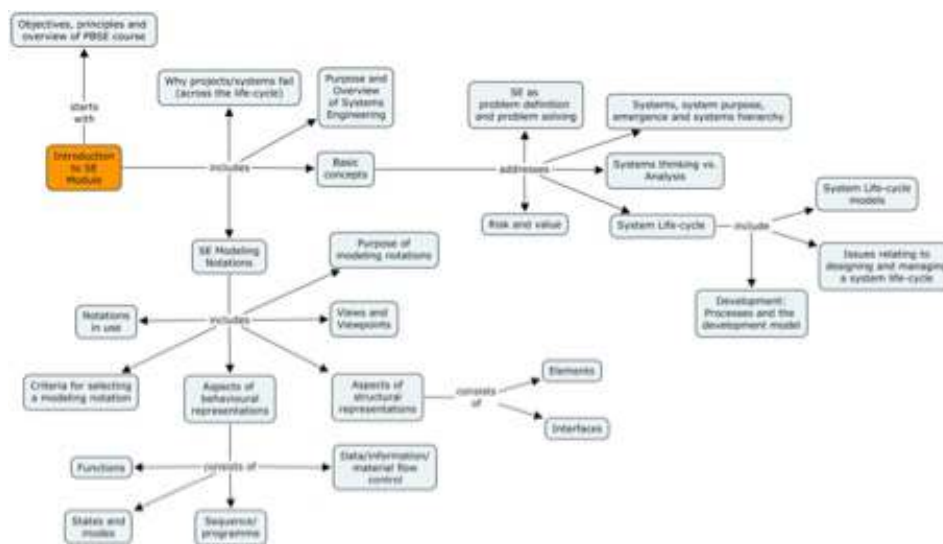 Objectives, principles and
overview of PBSE course
starts
with
Introduction
to SE
Module
Why projects/systems fail
(across the life-cycle)
Purpose and
Overview
of Systems
Engineering
includes
Basic
concepts
SE as
problem definition
and problem solving
Systems, system purpose,
emergence and systems hierarchy
addresses
Systems thinking vs.
Analysis
Risk and value
System Life-cycle
include
System Life-cycle
models
Issues relating to
designing and managing
a system life-cycle
Development:
Processes and the
development model
SE Modeling
Notations
Purpose of
modeling notations
Notations
in use
includes
Views and
Viewpoints
Criteria for selecting
a modeling notation
Aspects of
behavioural
representations
Aspects of
structural
representations
consists
of
Elements
Interfaces
Functions
consists of
Data/information/
material flow
control
States and
modes
Sequence/
programme